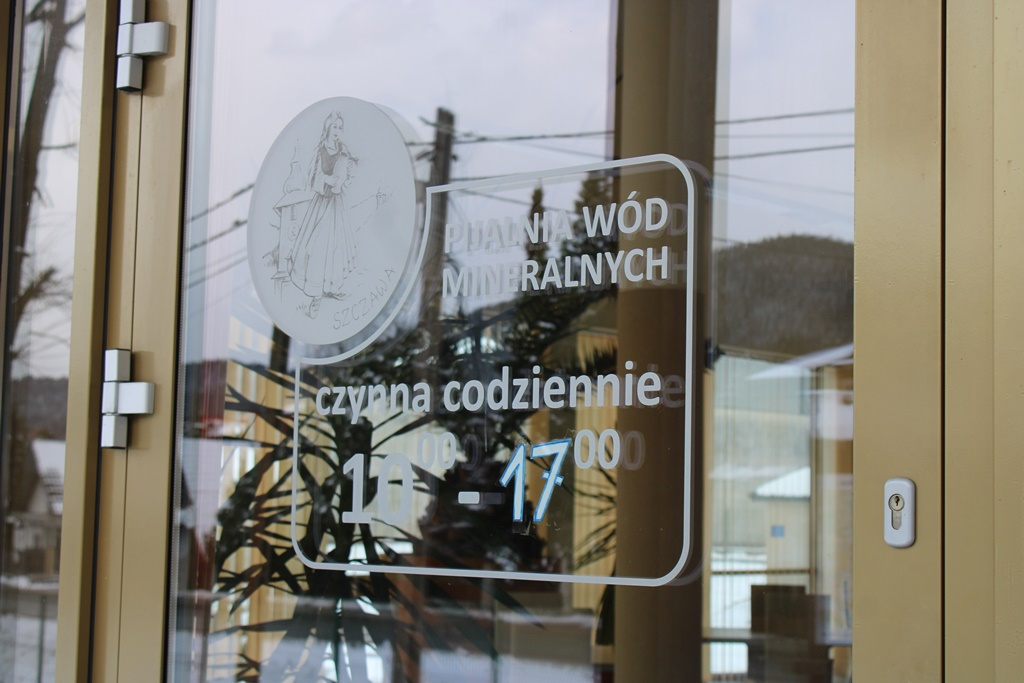 SZCZAWA
PIJALNIA WÓD
MINERALNYCH
czynna codziennie
10⁰⁰ - 17⁰⁰